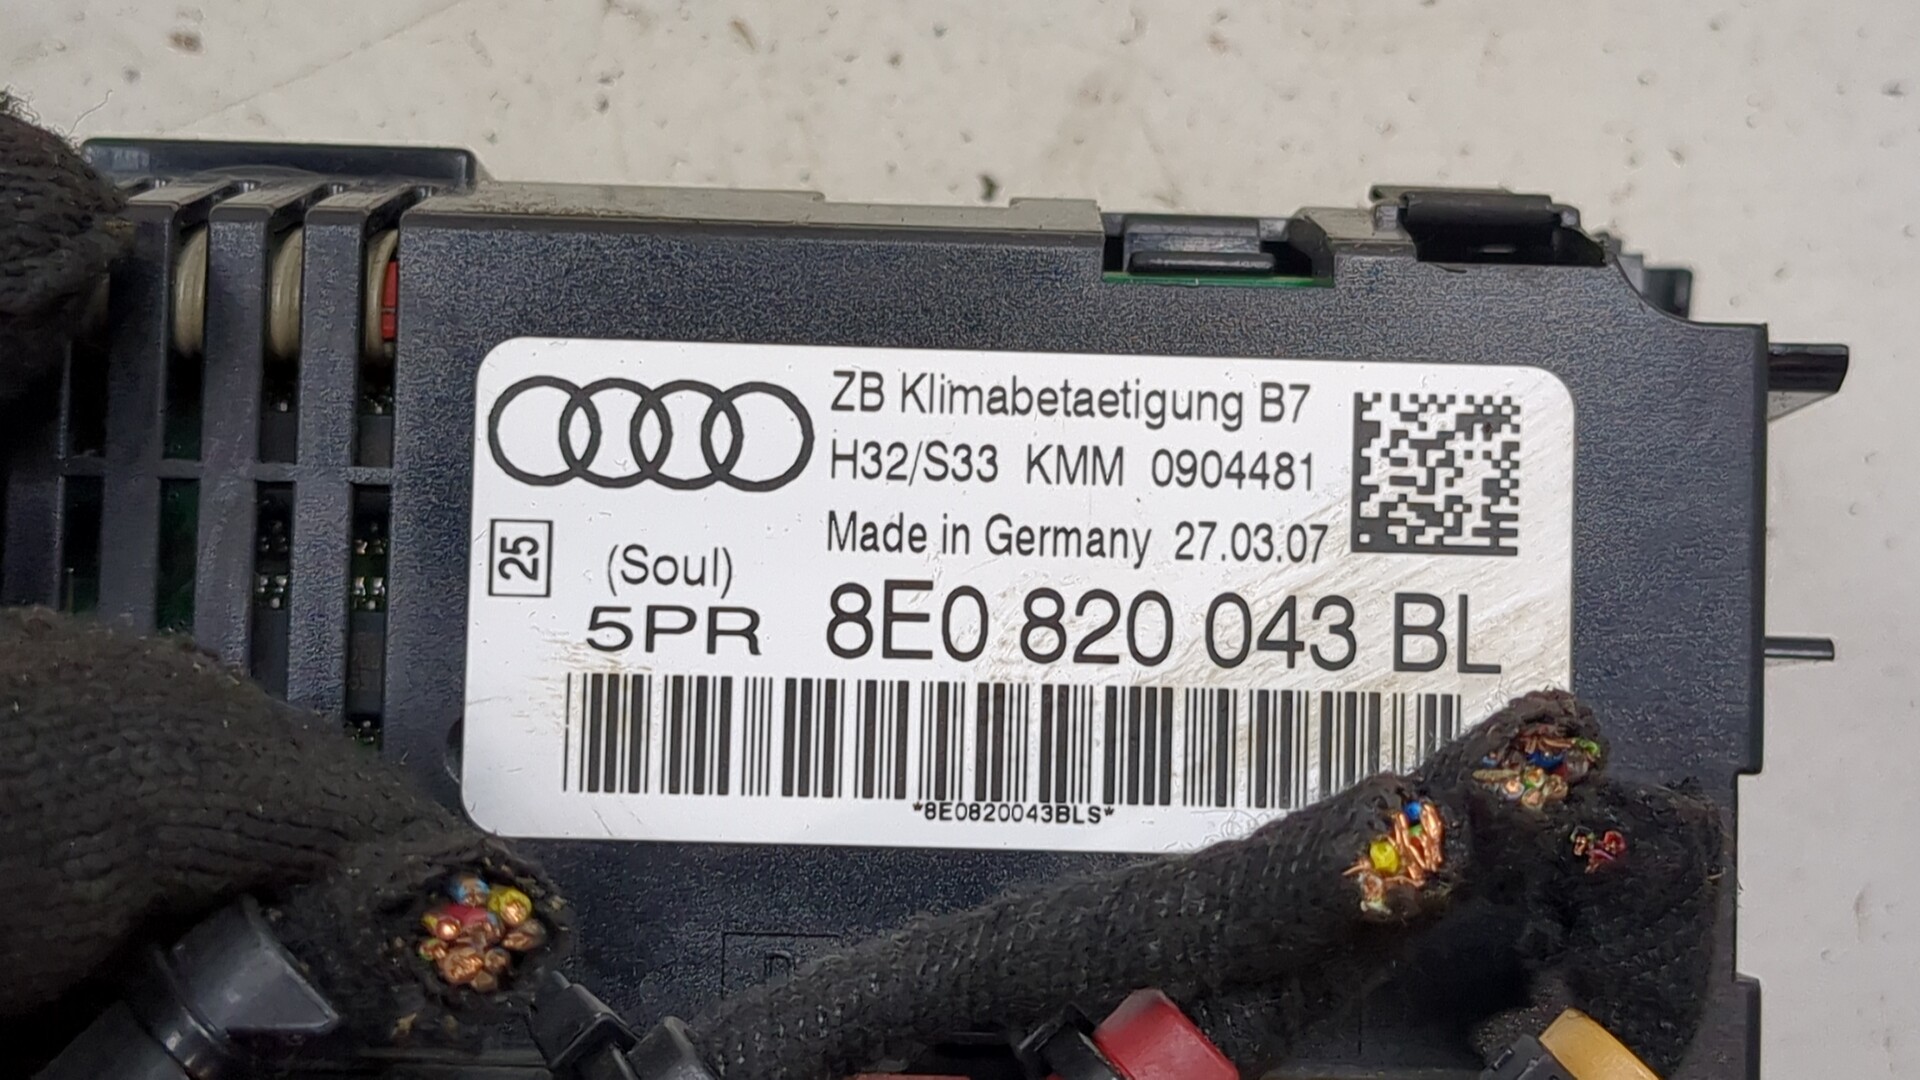 ZB Klimabetaetigung B7
H32/S33 KMM 0904481
Made in Germany 27.03.07
25
(Soul)
5PR 8E0 820 043 BL
*8E0820043BLS*